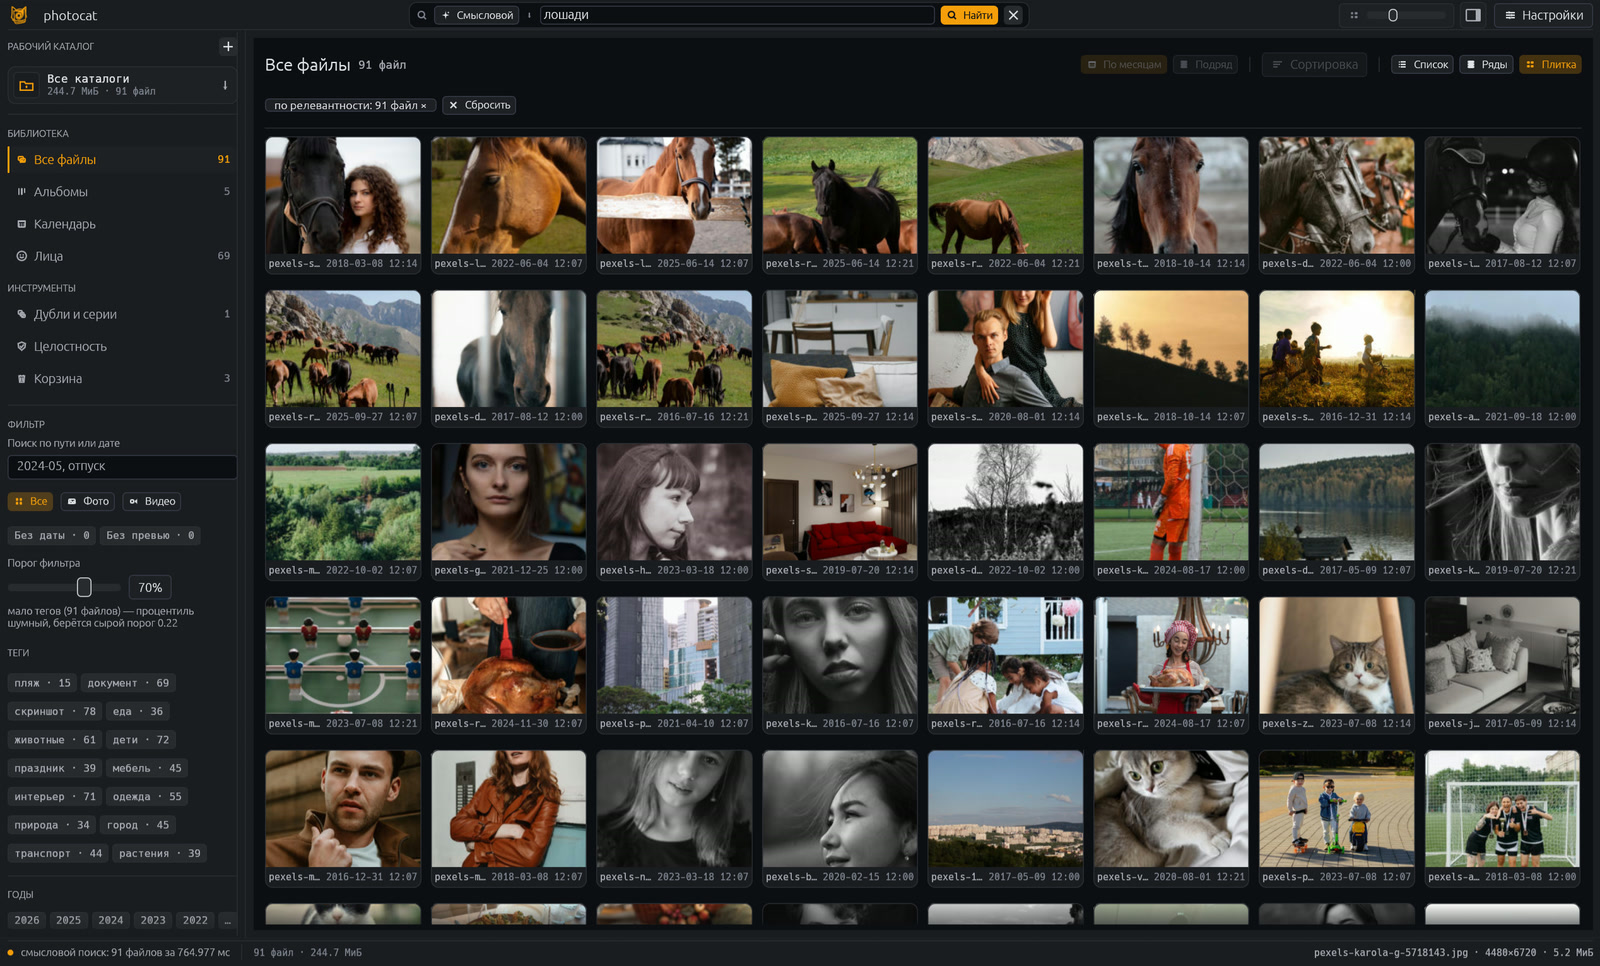 photocat
Смысловой
лошади
Найти
Настройки
РАБОЧИЙ КАТАЛОГ
Все каталоги
244.7 МиБ · 91 файл
БИБЛИОТЕКА
Все файлы 91
Альбомы 5
Календарь
Лица 69
ИНСТРУМЕНТЫ
Дубли и серии 1
Целостность
Корзина 3
ФИЛЬТР
Поиск по пути или дате
2024-05, отпуск
Все Фото Видео
Без даты · 0 Без превью · 0
Порог фильтра
70%
мало тегов (91 файлов) — процентиль
шумный, берётся сырой порог 0.22
ТЕГИ
пляж · 15 документ · 69
скриншот · 78 еда · 36
животные · 61 дети · 72
праздник · 39 мебель · 45
интерьер · 71 одежда · 55
природа · 34 город · 45
транспорт · 44 растения · 39
ГОДЫ
2026 2025 2024 2023 2022 …
Все файлы 91 файл
По месяцам Подряд Сортировка Список Ряды Плитка
по релевантности: 91 файл × Сбросить
pexels-s… 2018-03-08 12:14 pexels-l… 2022-06-04 12:07 pexels-l… 2025-06-14 12:07 pexels-r… 2025-06-14 12:21 pexels-r… 2022-06-04 12:21 pexels-t… 2018-10-14 12:14 pexels-d… 2022-06-04 12:00 pexels-i… 2017-08-12 12:07
pexels-r… 2025-09-27 12:07 pexels-d… 2017-08-12 12:00 pexels-r… 2016-07-16 12:21 pexels-p… 2025-09-27 12:14 pexels-s… 2020-08-01 12:14 pexels-k… 2018-10-14 12:07 pexels-s… 2016-12-31 12:14 pexels-a… 2021-09-18 12:00
pexels-m… 2022-10-02 12:07 pexels-g… 2021-12-25 12:00 pexels-h… 2023-03-18 12:00 pexels-s… 2019-07-20 12:14 pexels-d… 2022-10-02 12:00 pexels-k… 2024-08-17 12:00 pexels-d… 2017-05-09 12:07 pexels-k… 2019-07-20 12:21
pexels-m… 2023-07-08 12:21 pexels-r… 2024-11-30 12:07 pexels-p… 2021-04-10 12:07 pexels-k… 2016-07-16 12:07 pexels-r… 2016-07-16 12:14 pexels-r… 2024-08-17 12:07 pexels-z… 2023-07-08 12:14 pexels-j… 2017-05-09 12:14
pexels-m… 2016-12-31 12:07 pexels-m… 2018-03-08 12:07 pexels-n… 2023-03-18 12:07 pexels-b… 2020-02-15 12:00 pexels-1… 2017-05-09 12:00 pexels-v… 2020-08-01 12:21 pexels-p… 2023-07-08 12:07 pexels-a… 2018-03-08 12:00
смысловой поиск: 91 файлов за 764.977 мс
91 файл · 244.7 МиБ
pexels-karola-g-5718143.jpg · 4480×6720 · 5.2 МиБ